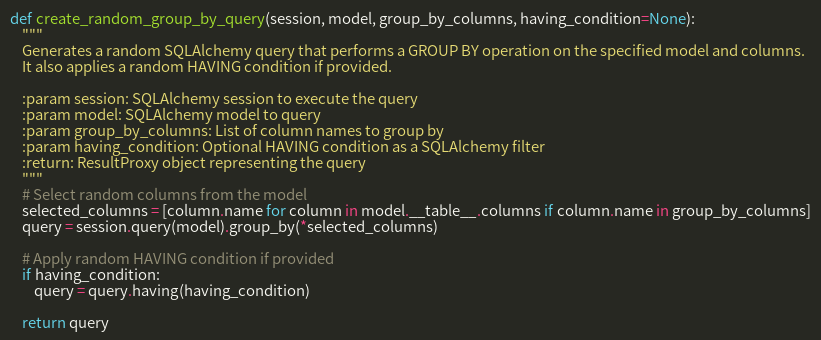 def create_random_group_by_query(session, model, group_by_columns, having_condition=None):
    """
    Generates a random SQLAlchemy query that performs a GROUP BY operation on the specified model and columns.
    It also applies a random HAVING condition if provided.

    :param session: SQLAlchemy session to execute the query
    :param model: SQLAlchemy model to query
    :param group_by_columns: List of column names to group by
    :param having_condition: Optional HAVING condition as a SQLAlchemy filter
    :return: ResultProxy object representing the query
    """
    # Select random columns from the model
    selected_columns = [column.name for column in model.__table__.columns if column.name in group_by_columns]
    query = session.query(model).group_by(*selected_columns)

    # Apply random HAVING condition if provided
    if having_condition:
        query = query.having(having_condition)

    return query